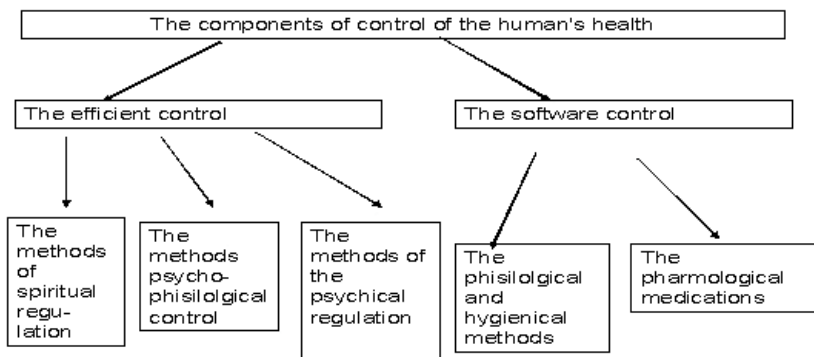 The components of control of the human's health
The efficient control
The software control
The
methods
of
spiritual
regu-
lation
The
methods
psycho-
phisilolgical
control
The
methods of
the
psychical
regulation
The
phisilolgical
and
hygienical
methods
The
pharmological
medications